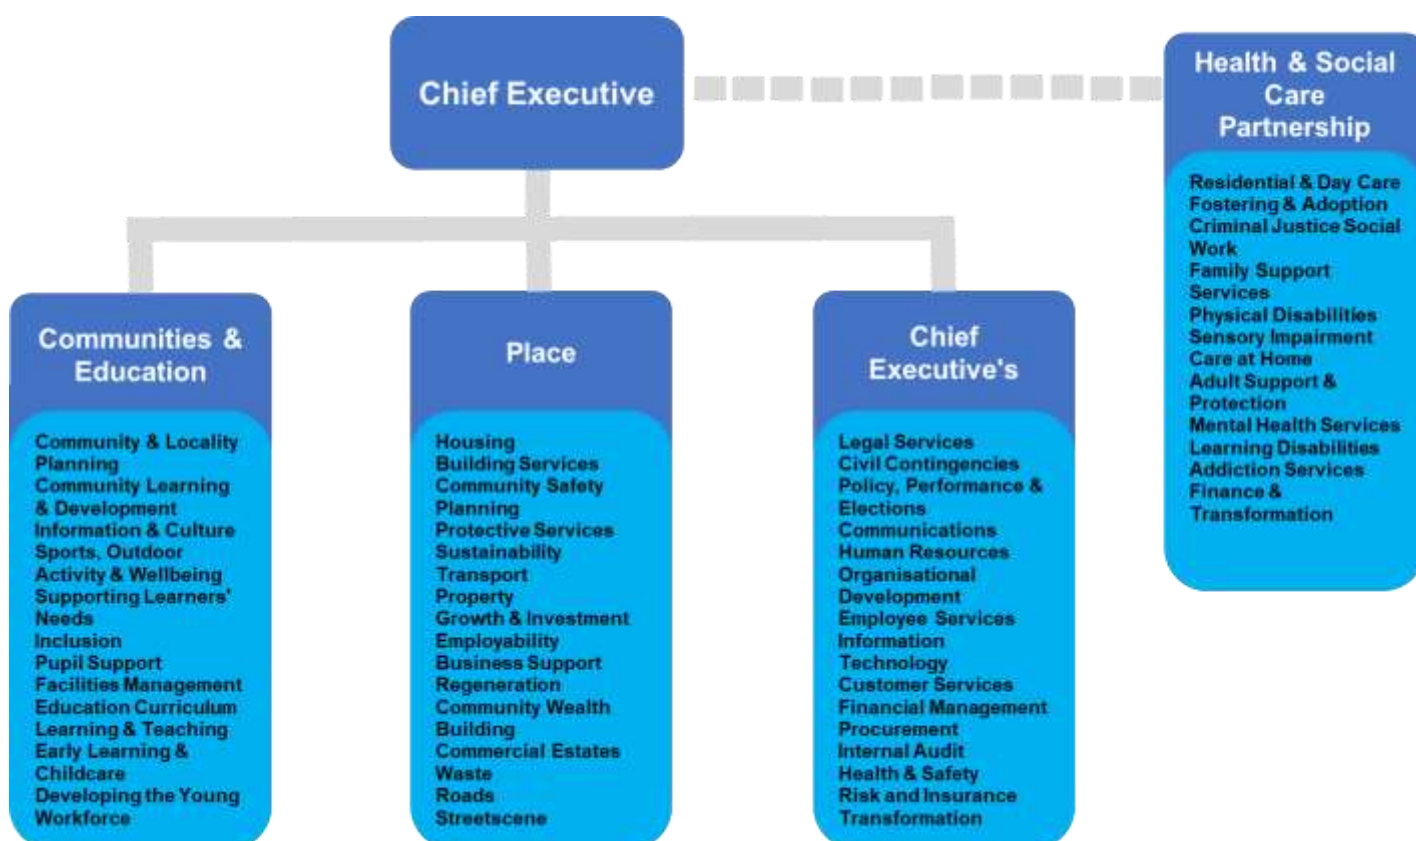 Chief Executive
Health & Social
Care
Partnership
Residential & Day Care
Fostering & Adoption
Criminal Justice Social
Work
Family Support
Services
Physical Disabilities
Sensory Impairment
Care at Home
Adult Support &
Protection
Mental Health Services
Learning Disabilities
Addiction Services
Finance &
Transformation
Communities &
Education
Community & Locality
Planning
Community Learning
& Development
Information & Culture
Sports, Outdoor
Activity & Wellbeing
Supporting Learners'
Needs
Inclusion
Pupil Support
Facilities Management
Education Curriculum
Learning & Teaching
Early Learning &
Childcare
Developing the Young
Workforce
Place
Housing
Building Services
Community Safety
Planning
Protective Services
Sustainability
Transport
Property
Growth & Investment
Employability
Business Support
Regeneration
Community Wealth
Building
Commercial Estates
Waste
Roads
Streetscene
Chief
Executive's
Legal Services
Civil Contingencies
Policy, Performance &
Elections
Communications
Human Resources
Organisational
Development
Employee Services
Information
Technology
Customer Services
Financial Management
Procurement
Internal Audit
Health & Safety
Risk and Insurance
Transformation